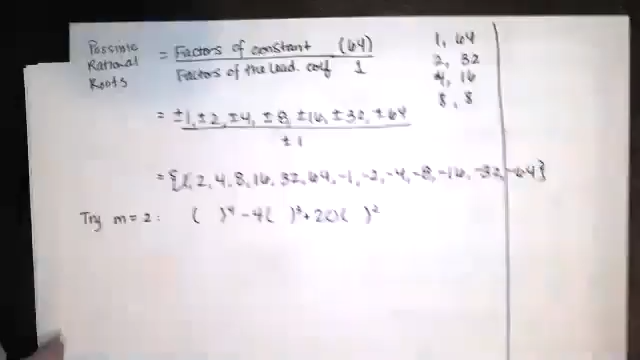 Possible Rational Roots = Factors of constant (64)
Factors of the lead. coef 1
= ±1, ±2, ±4, ±8, ±16, ±32, ±64
±1
= {1, 2, 4, 8, 16, 32, 64, -1, -2, -4, -8, -16, -32, -64}
Try m = 2: ( )⁴ - 4( )³ + 20( )²
1, 64
2, 32
4, 16
8, 8